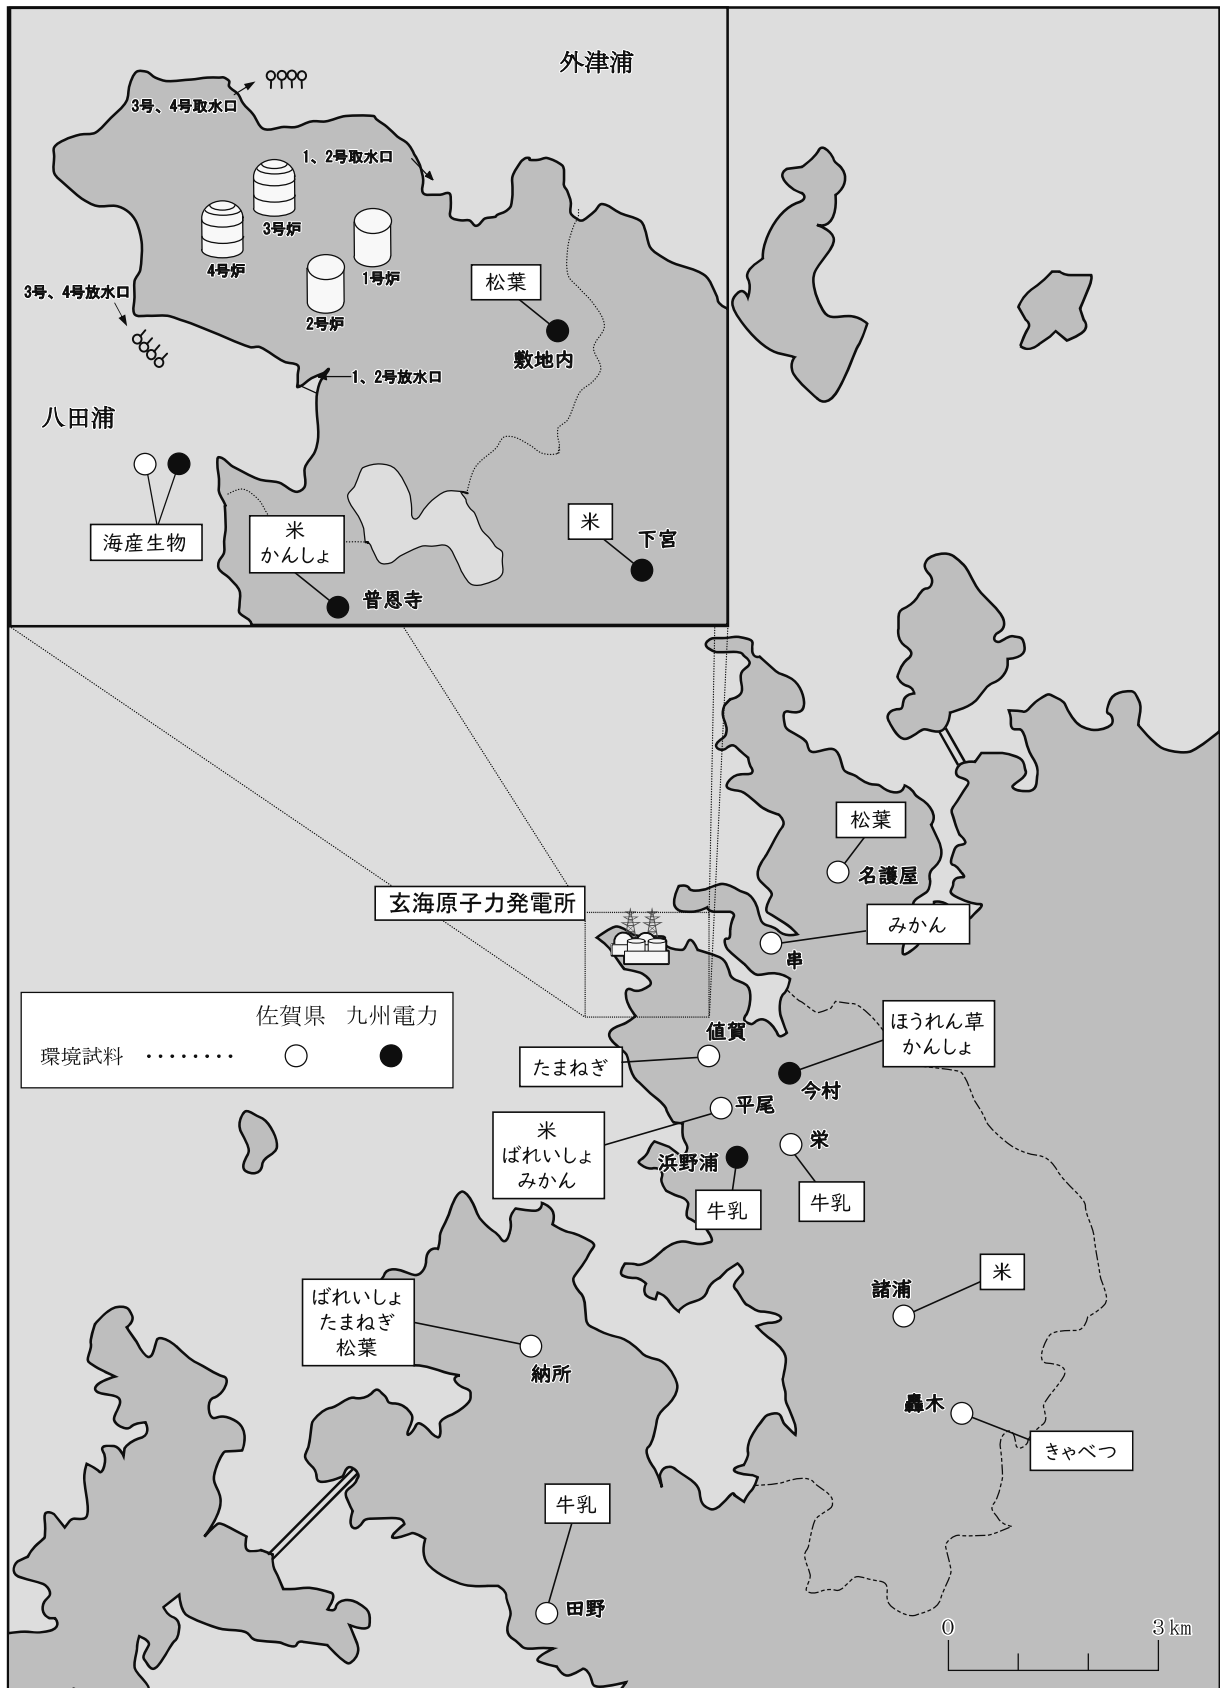 外津浦
3号、4号取水口
1、2号取水口
3号炉
4号炉
1号炉
2号炉
松葉
敷地内
3号、4号放水口
1、2号放水口
八田浦
海産生物
米
かんしょ
普恩寺
米
下宮
松葉
名護屋
みかん
串
玄海原子力発電所
佐賀県 九州電力
環境試料 ········
ほうれん草
かんしょ
今村
値賀
たまねぎ
平尾
米
ばれいしょ
みかん
栄
牛乳
浜野浦
牛乳
諸浦
米
ばれいしょ
たまねぎ
松葉
納所
轟木
きゃべつ
牛乳
田野
0 3km